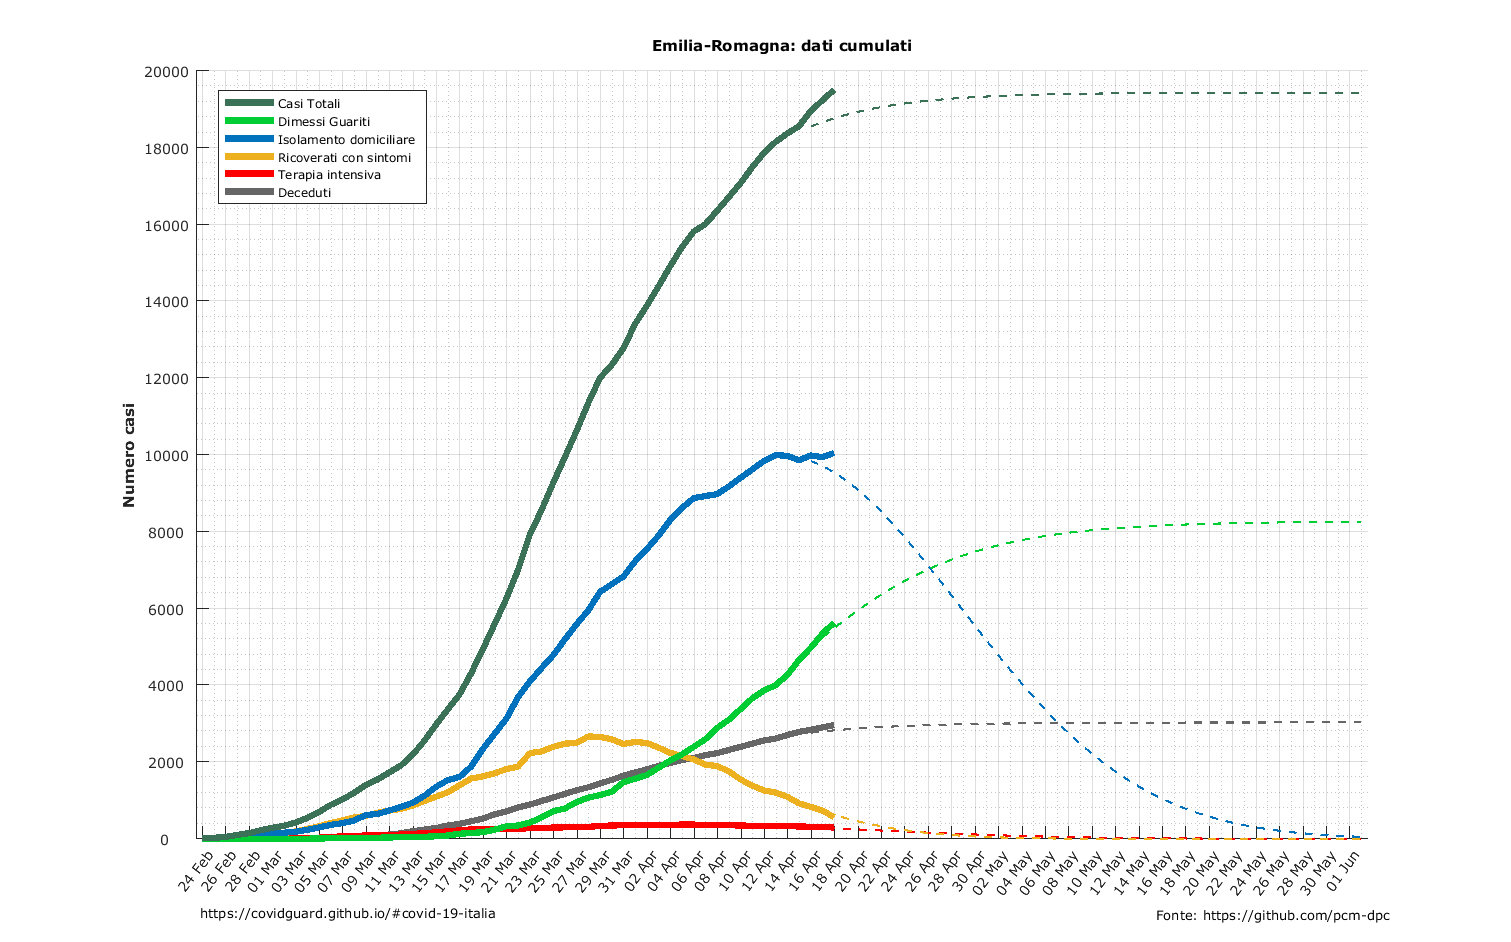 Emilia-Romagna: dati cumulati
20000
18000
16000
14000
12000
10000
8000
6000
4000
2000
0
Numero casi
Casi Totali
Dimessi Guariti
Isolamento domiciliare
Ricoverati con sintomi
Terapia intensiva
Deceduti
24 Feb
26 Feb
28 Feb
01 Mar
03 Mar
05 Mar
07 Mar
09 Mar
11 Mar
13 Mar
15 Mar
17 Mar
19 Mar
21 Mar
23 Mar
25 Mar
27 Mar
29 Mar
31 Mar
02 Apr
04 Apr
06 Apr
08 Apr
10 Apr
12 Apr
14 Apr
16 Apr
18 Apr
20 Apr
22 Apr
24 Apr
26 Apr
28 Apr
30 Apr
02 May
04 May
06 May
08 May
10 May
12 May
14 May
16 May
18 May
20 May
22 May
24 May
26 May
28 May
30 May
01 Jun
https://covidguard.github.io/#covid-19-italia
Fonte: https://github.com/pcm-dpc